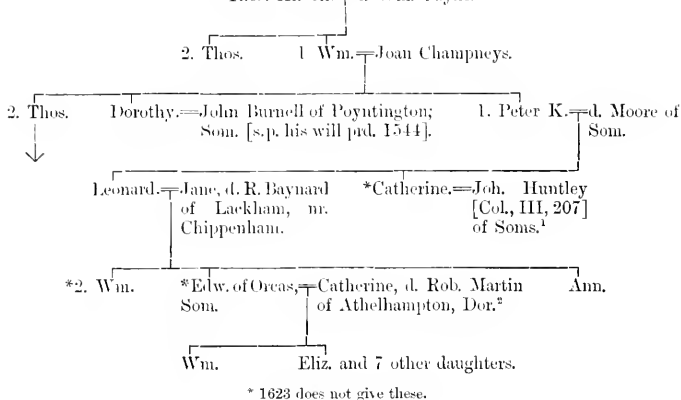 2. Thos. 1 Wm.=Joan Champneys.
2. Thos. Dorothy.=John Burnell of Poyntington; 1. Peter K.=d. Moore of
Som. [s.p. his will prd. 1544]. Som.
Leonard.=Jane, d. R. Baynard *Catherine.=Joh. Huntley
of Lackham, nr. [Col., III, 207]
Chippenham. of Soms.¹
*2. Wm. *Edw. of Orcas,=Catherine, d. Rob. Martin Ann.
Som. of Athelhampton, Dor.²
Wm. Eliz. and 7 other daughters.
* 1623 does not give these.